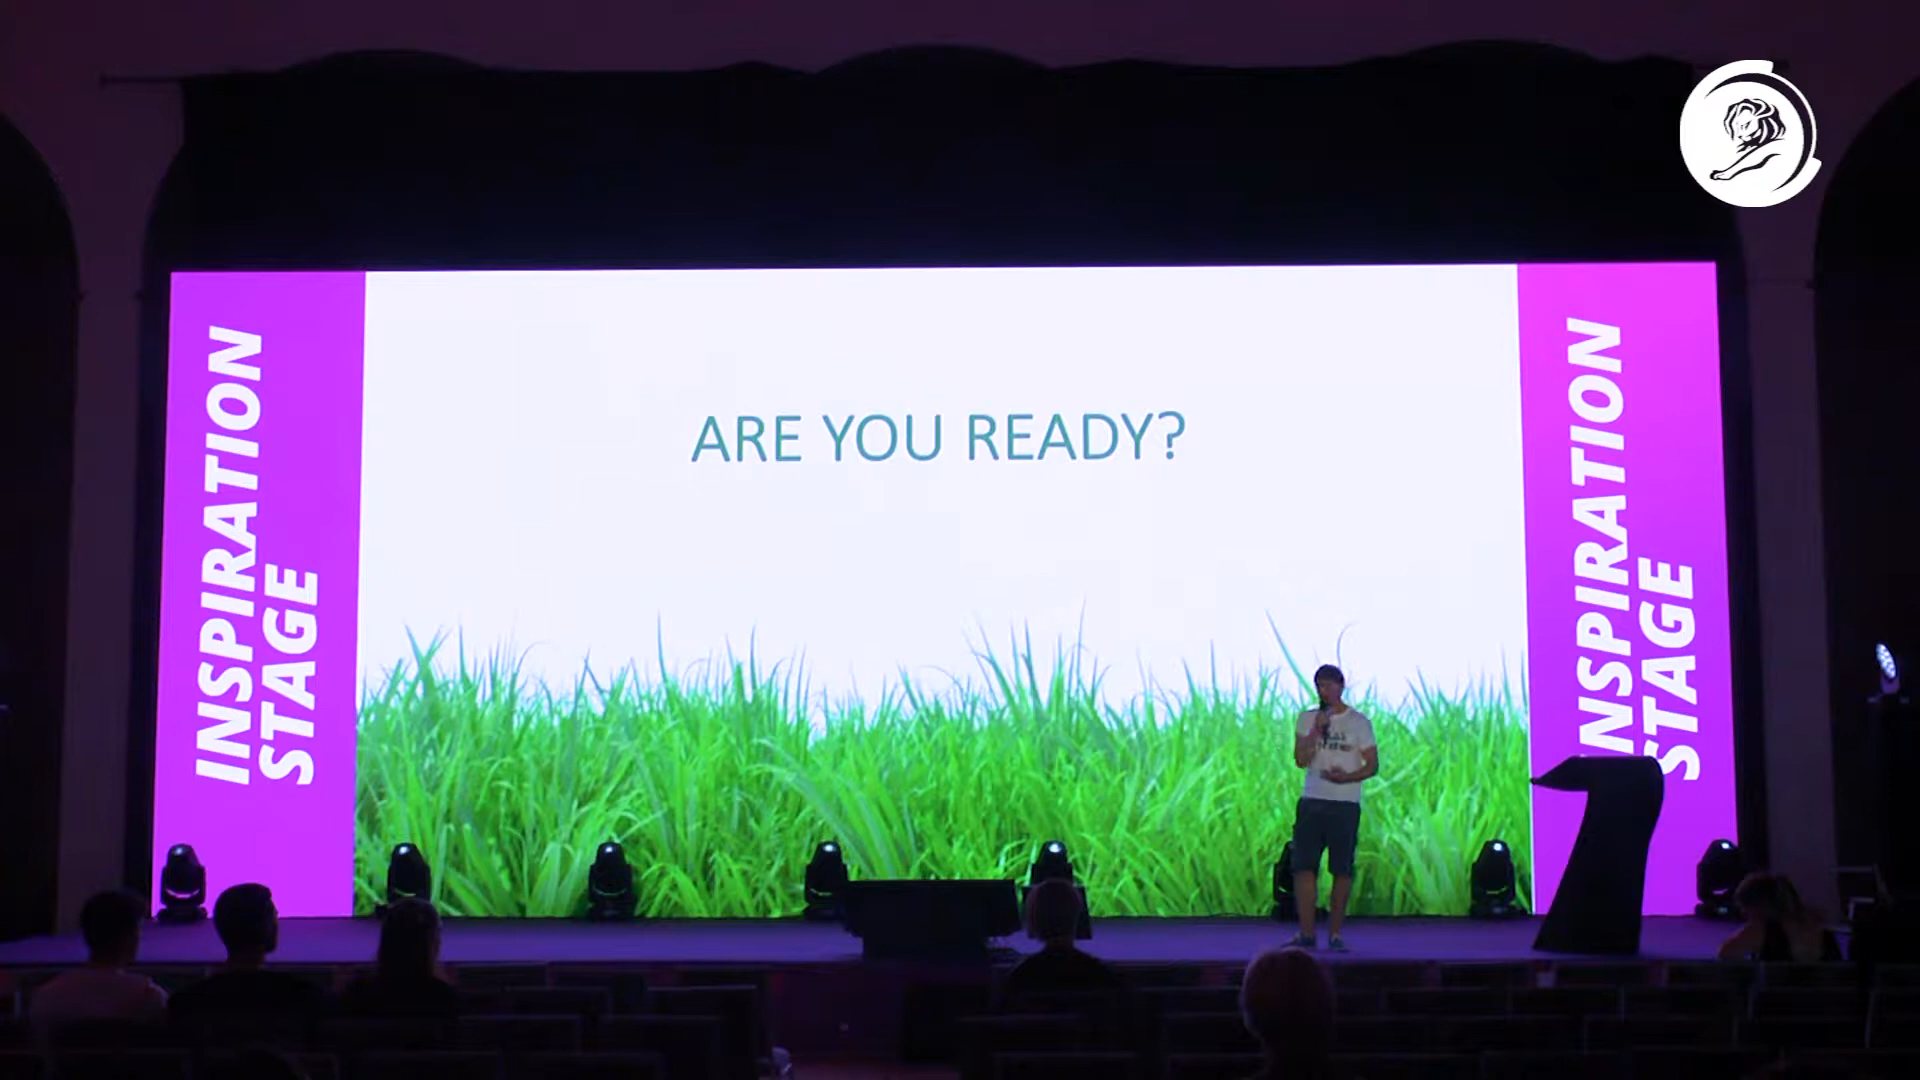 INSPIRATION
STAGE
ARE YOU READY?
INSPIRATION
STAGE